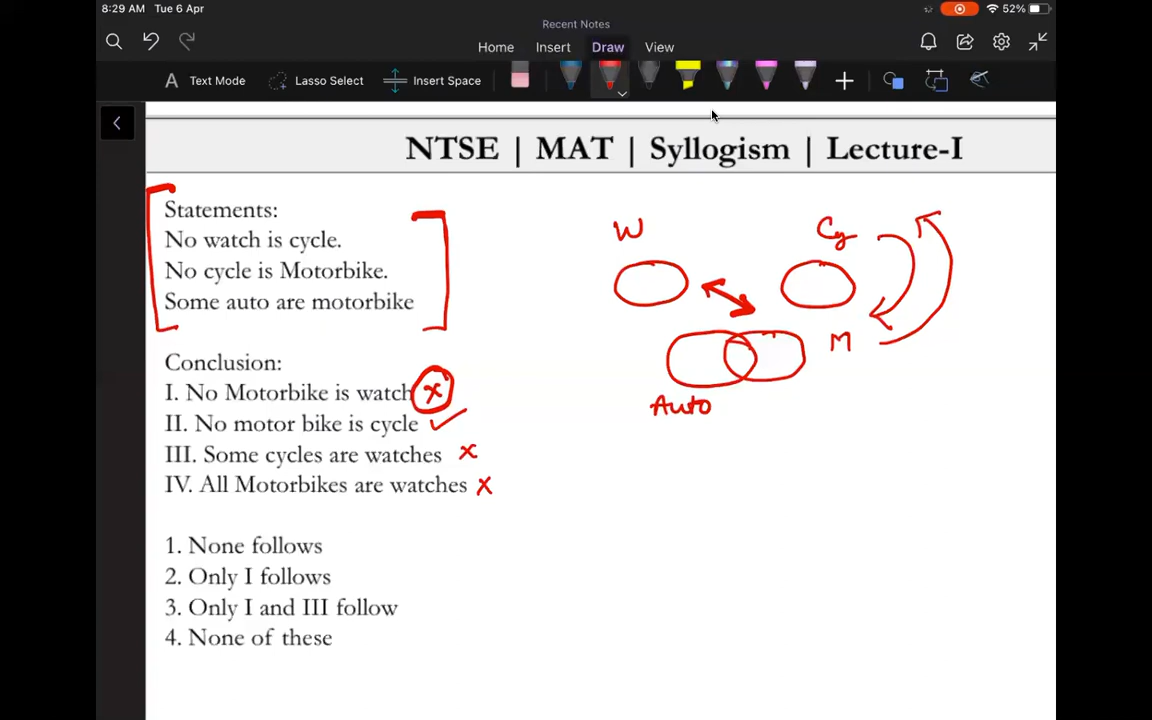 8:29 AM Tue 6 Apr
52%
Recent Notes
Home Insert Draw View
Text Mode Lasso Select Insert Space
NTSE | MAT | Syllogism | Lecture-I
Statements:
No watch is cycle.
No cycle is Motorbike.
Some auto are motorbike
Conclusion:
I. No Motorbike is watch x
II. No motor bike is cycle
III. Some cycles are watches x
IV. All Motorbikes are watches x
1. None follows
2. Only I follows
3. Only I and III follow
4. None of these
W Cy
M
Auto